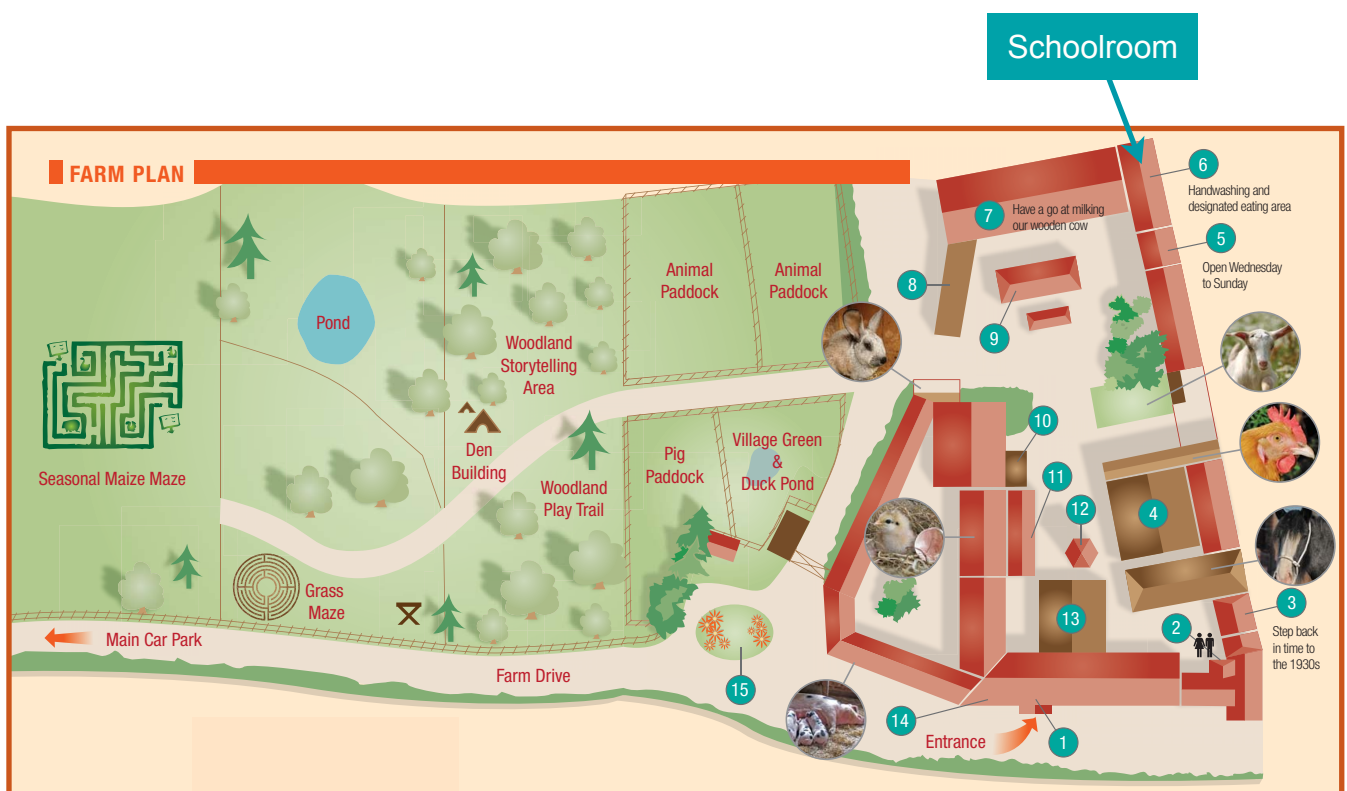 Schoolroom
FARM PLAN
6
Handwashing and
designated eating area
7
Have a go at milking
our wooden cow
5
Open Wednesday
to Sunday
Animal
Paddock
Animal
Paddock
8
9
Pond
Woodland
Storytelling
Area
Den
Building
Pig
Paddock
Village Green
&
Duck Pond
Seasonal Maize Maze
Woodland
Play Trail
10
11
12
4
Grass
Maze
3
Step back
in time to
the 1930s
2
13
Main Car Park
Farm Drive
15
14
Entrance
1